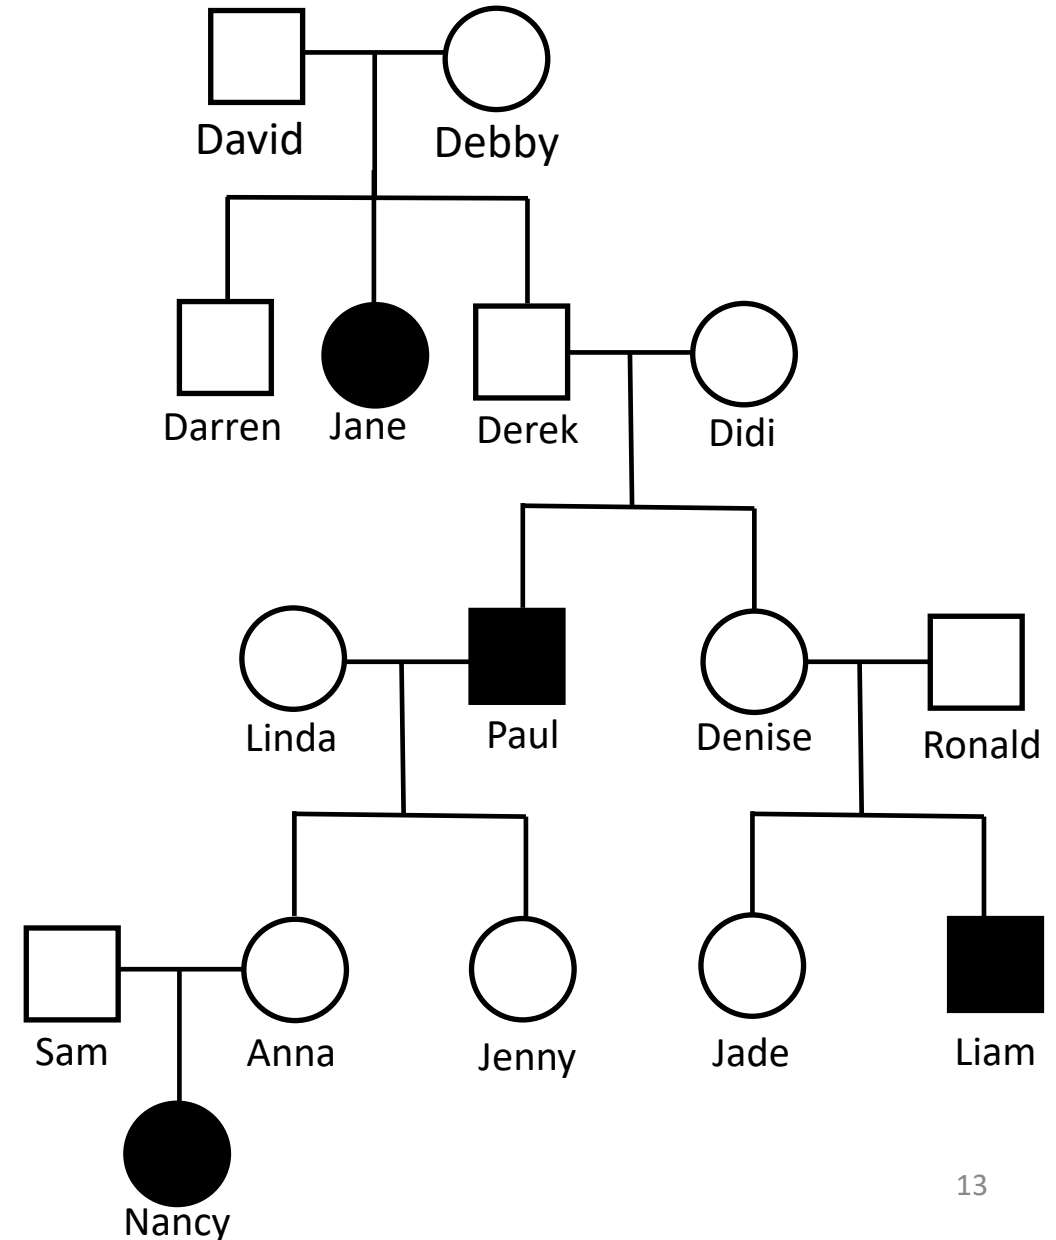 David Debby
Darren Jane Derek Didi
Linda Paul Denise Ronald
Sam Anna Jenny Jade Liam
13
Nancy